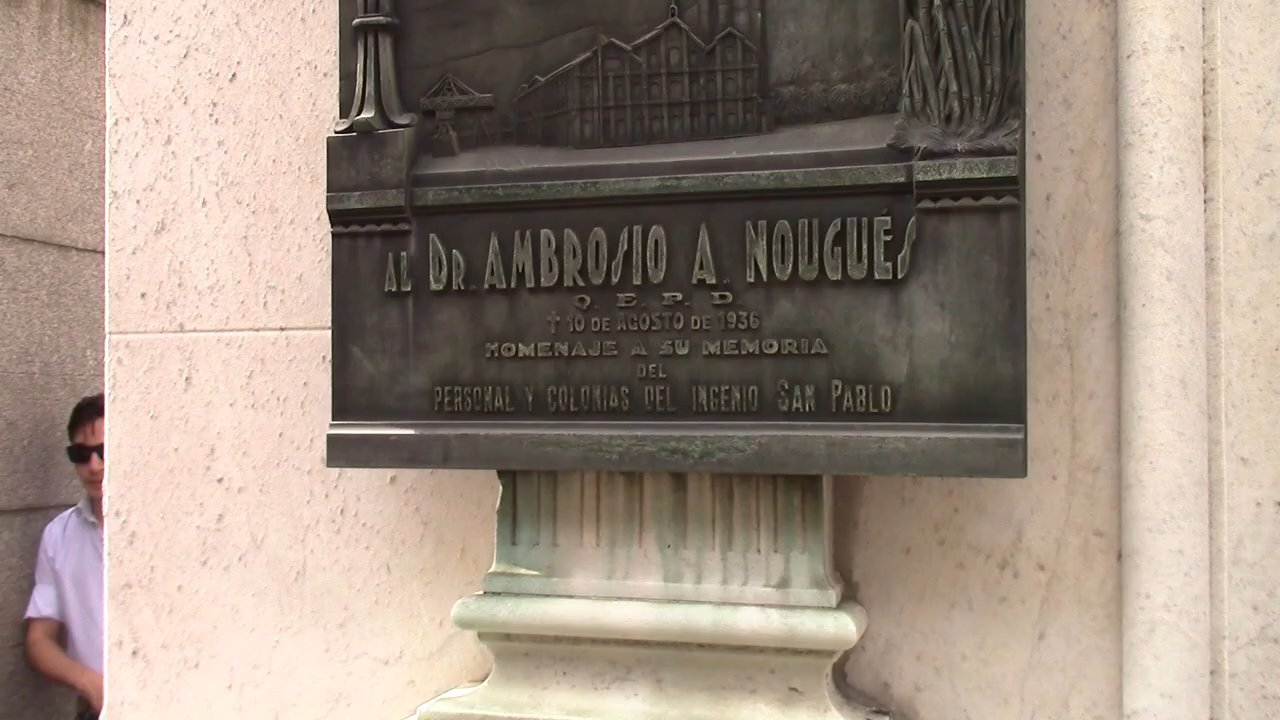 AL DR. AMBROSIO A. NOUGUÉS
Q. E. P. D.
† 10 DE AGOSTO DE 1936
HOMENAJE A SU MEMORIA
DEL
PERSONAL Y COLONIAS DEL INGENIO SAN PABLO